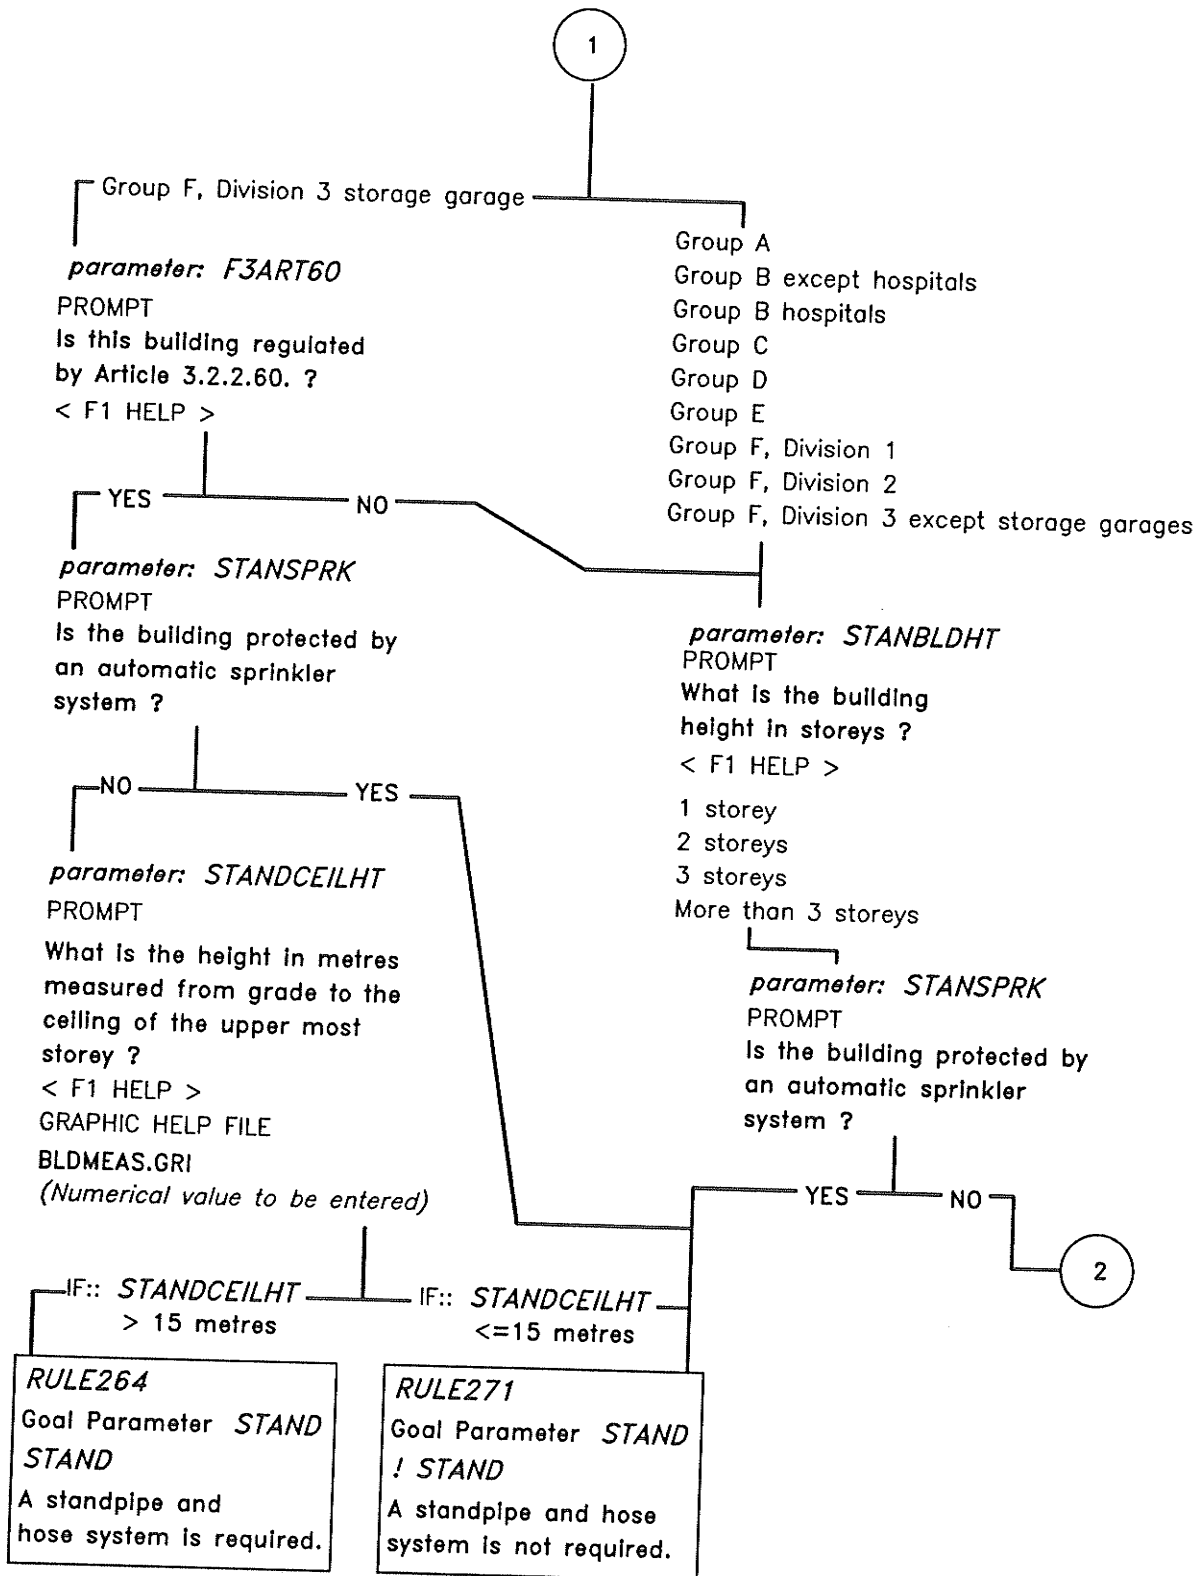 1
Group F, Division 3 storage garage
parameter: F3ART60
PROMPT
Is this building regulated
by Article 3.2.2.60. ?
< F1 HELP >
YES
NO
Group A
Group B except hospitals
Group B hospitals
Group C
Group D
Group E
Group F, Division 1
Group F, Division 2
Group F, Division 3 except storage garages
parameter: STANSPRK
PROMPT
Is the building protected by
an automatic sprinkler
system ?
NO
YES
parameter: STANBLDHT
PROMPT
What is the building
height in storeys ?
< F1 HELP >
1 storey
2 storeys
3 storeys
More than 3 storeys
parameter: STANDCEILHT
PROMPT
What is the height in metres
measured from grade to the
ceiling of the upper most
storey ?
< F1 HELP >
GRAPHIC HELP FILE
BLDMEAS.GRI
(Numerical value to be entered)
parameter: STANSPRK
PROMPT
Is the building protected by
an automatic sprinkler
system ?
YES
NO
2
IF:: STANDCEILHT
> 15 metres
IF:: STANDCEILHT
<=15 metres
RULE264
Goal Parameter STAND
STAND
A standpipe and
hose system is required.
RULE271
Goal Parameter STAND
! STAND
A standpipe and hose
system is not required.